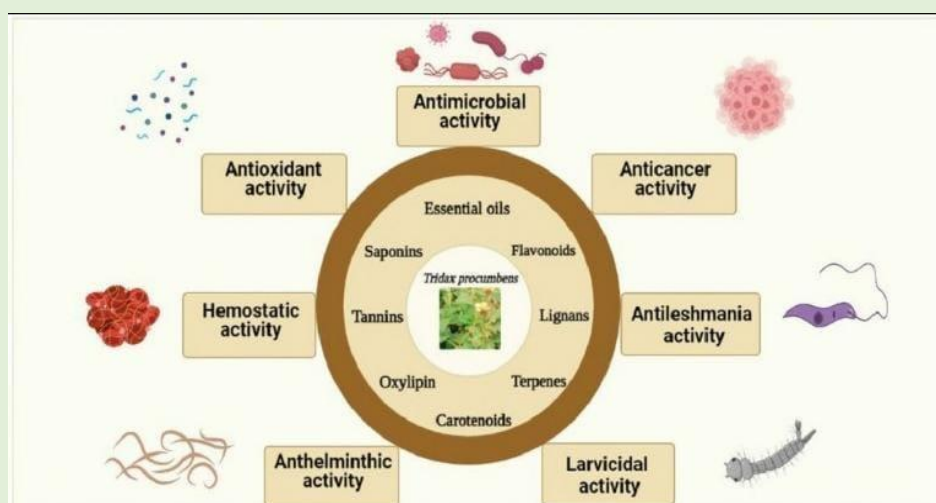 Antimicrobial
activity
Antioxidant
activity
Anticancer
activity
Essential oils
Saponins
Flavonoids
Tridax procumbens
Hemostatic
activity
Tannins
Lignans
Antileshmania
activity
Oxylipin
Terpenes
Carotenoids
Anthelminthic
activity
Larvicidal
activity